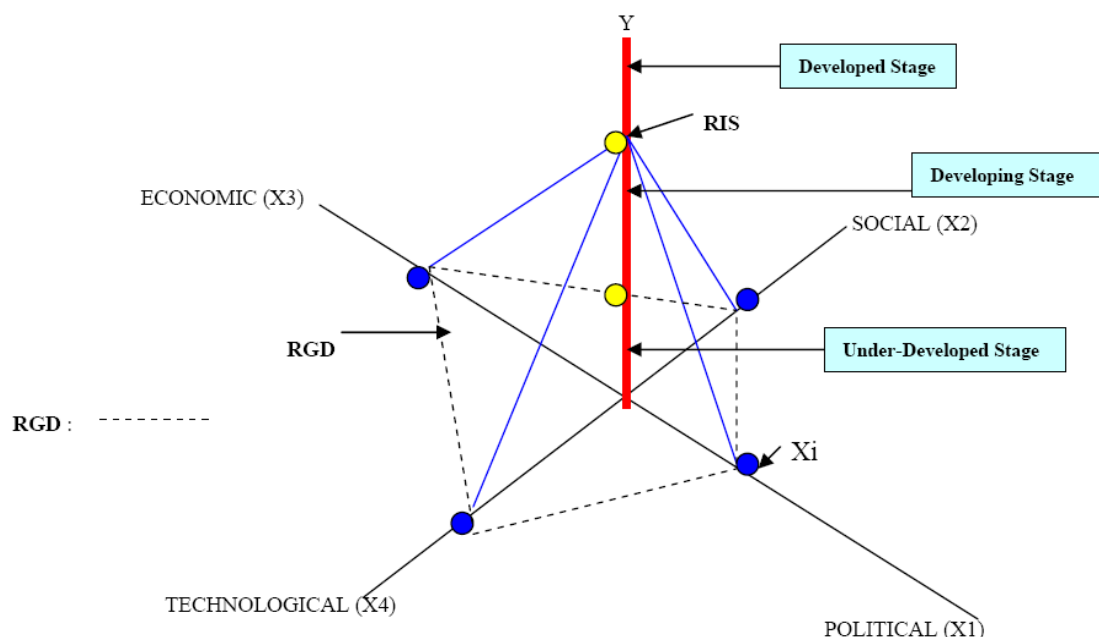 Y
Developed Stage
RIS
Developing Stage
ECONOMIC (X3)
SOCIAL (X2)
RGD
Under-Developed Stage
RGD :
Xi
TECHNOLOGICAL (X4)
POLITICAL (X1)